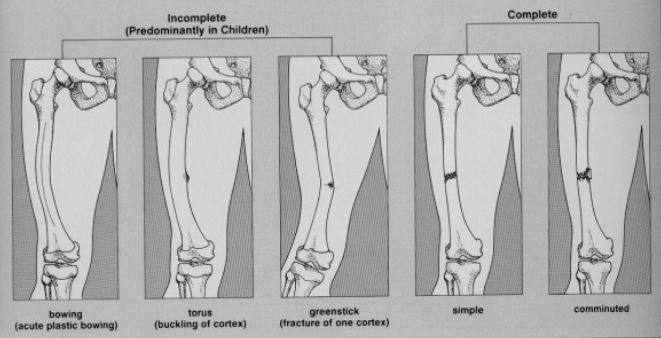 Incomplete
(Predominantly in Children)
Complete
bowing
(acute plastic bowing)
torus
(buckling of cortex)
greenstick
(fracture of one cortex)
simple
comminuted